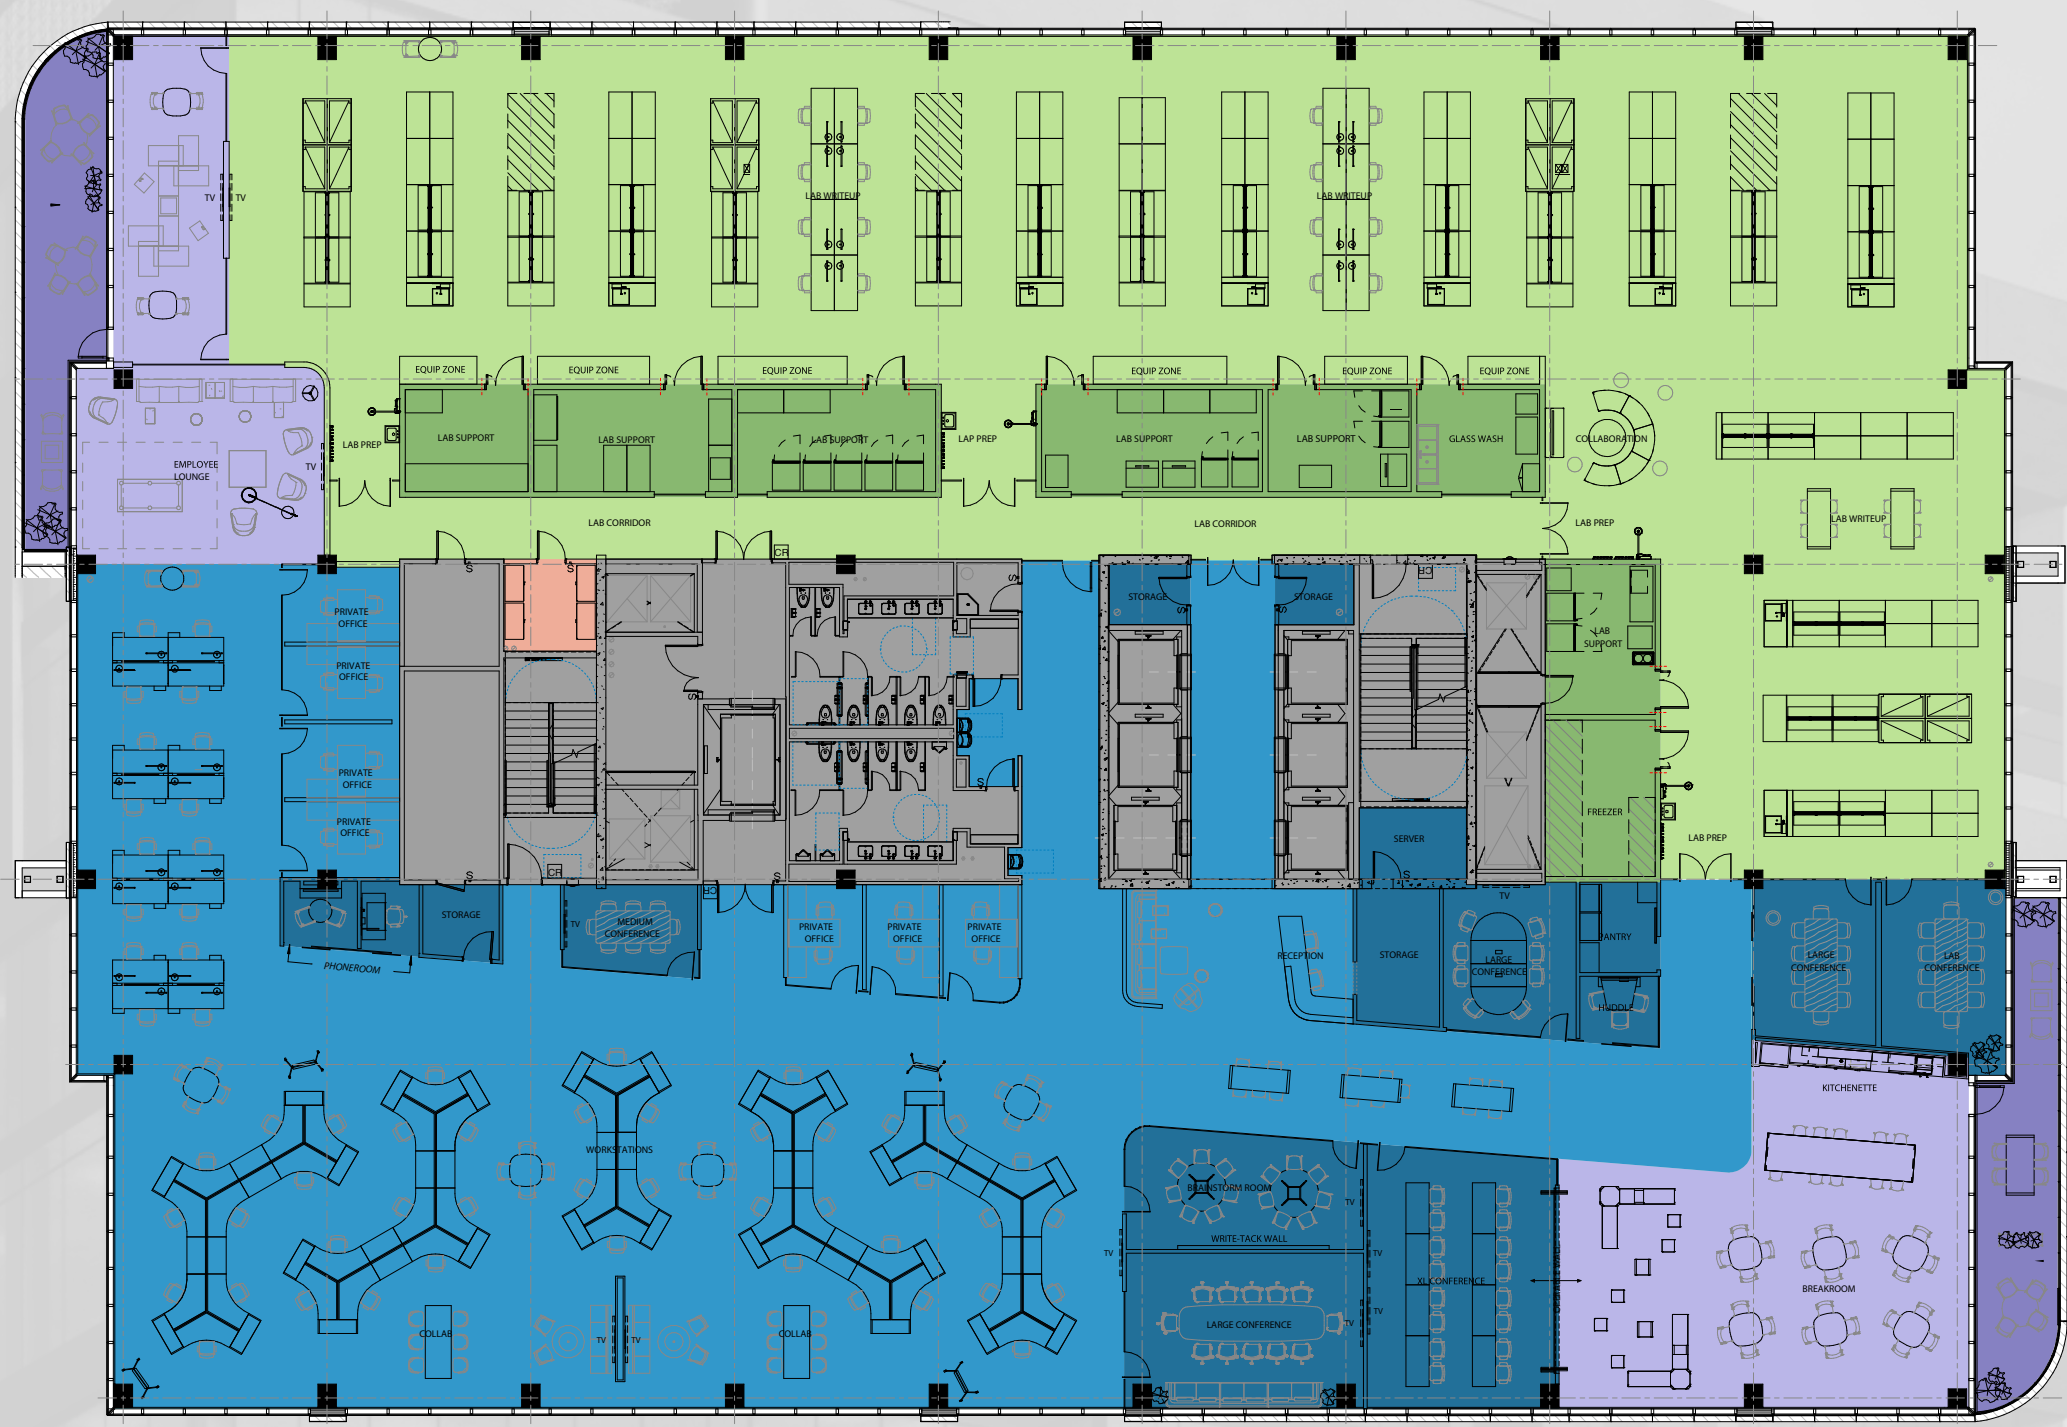 TV
TV
LAB WRITEUP
LAB WRITEUP
EQUIP ZONE
EQUIP ZONE
EQUIP ZONE
EQUIP ZONE
EQUIP ZONE
EQUIP ZONE
LAB PREP
LAB SUPPORT
LAB SUPPORT
LAB SUPPORT
LAP PREP
LAB SUPPORT
LAB SUPPORT
GLASS WASH
COLLABORATION
EMPLOYEE
LOUNGE
TV
LAB CORRIDOR
LAB CORRIDOR
LAB PREP
LAB WRITEUP
CR
S
S
S
CR
STORAGE
S
STORAGE
S
PRIVATE
OFFICE
PRIVATE
OFFICE
LAB
SUPPORT
S
PRIVATE
OFFICE
S
PRIVATE
OFFICE
FREEZER
SERVER
LAB PREP
S
CR
S
CR
S
S
STORAGE
PHONEROOM
TV
MEDIUM
CONFERENCE
PRIVATE
OFFICE
PRIVATE
OFFICE
PRIVATE
OFFICE
RECEPTION
STORAGE
TV
LARGE
CONFERENCE
PANTRY
HUDDLE
LARGE
CONFERENCE
LAB
CONFERENCE
KITCHENETTE
WORKSTATIONS
BRAINSTORM ROOM
TV
WRITE-TACK WALL
TV
TV
XL CONFERENCE
BREAKROOM
TV
LARGE CONFERENCE
TV
COLLAB
TV
TV
COLLAB